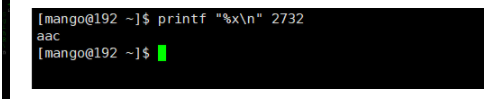 [mango@192 ~]$ printf "%x\n" 2732
aac
[mango@192 ~]$